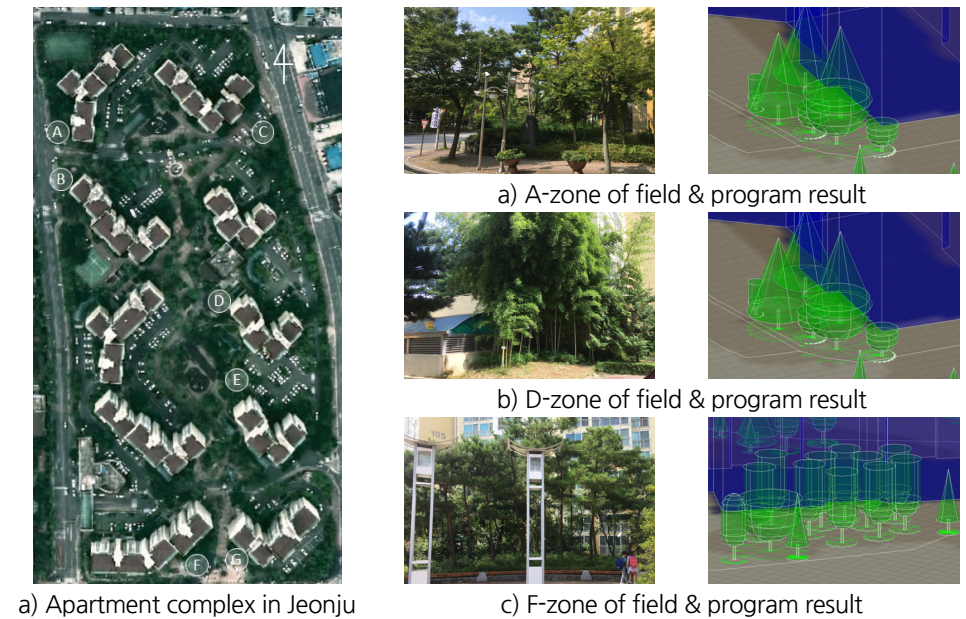 A
C
B
D
E
F
G
a) Apartment complex in Jeonju
a) A-zone of field & program result
b) D-zone of field & program result
105
c) F-zone of field & program result